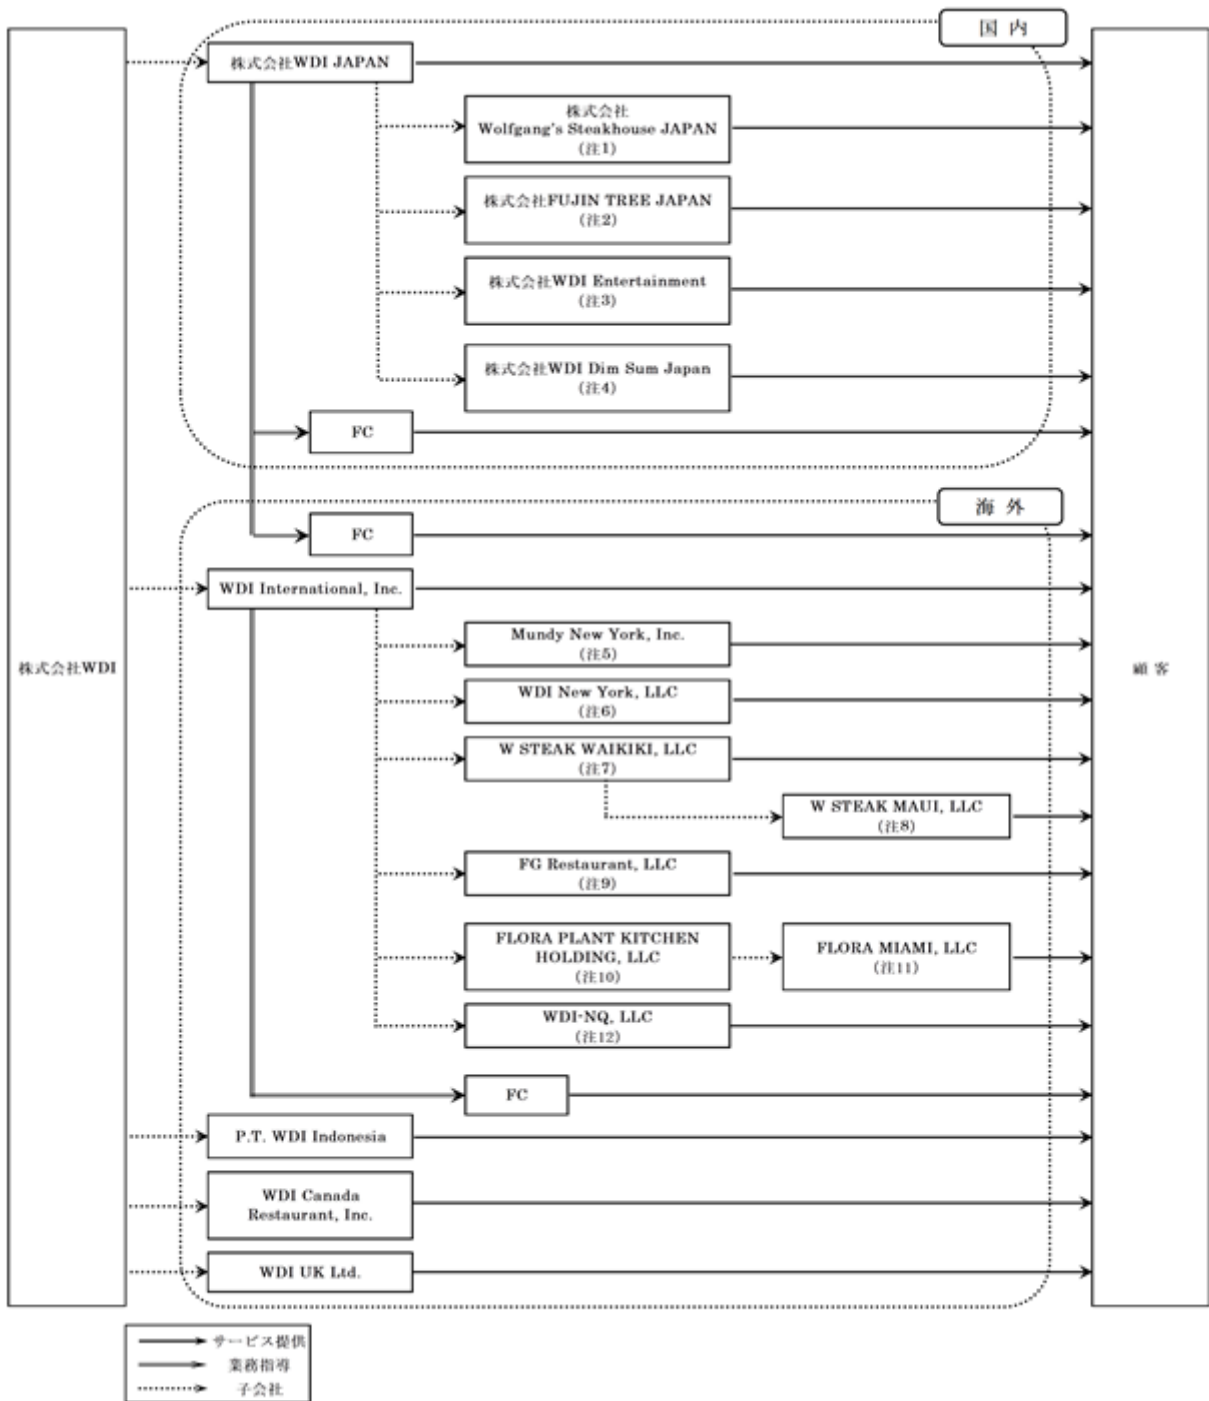 国 内
株式会社WDI JAPAN
株式会社
Wolfgang's Steakhouse JAPAN
(注1)
株式会社FUJIN TREE JAPAN
(注2)
株式会社WDI Entertainment
(注3)
株式会社WDI Dim Sum Japan
(注4)
FC
海 外
FC
WDI International, Inc.
Mundy New York, Inc.
(注5)
株式会社WDI
顧 客
WDI New York, LLC
(注6)
W STEAK WAIKIKI, LLC
(注7)
W STEAK MAUI, LLC
(注8)
FG Restaurant, LLC
(注9)
FLORA PLANT KITCHEN
HOLDING, LLC
(注10)
FLORA MIAMI, LLC
(注11)
WDI-NQ, LLC
(注12)
FC
P.T. WDI Indonesia
WDI Canada
Restaurant, Inc.
WDI UK Ltd.
サービス提供
業務指導
子会社